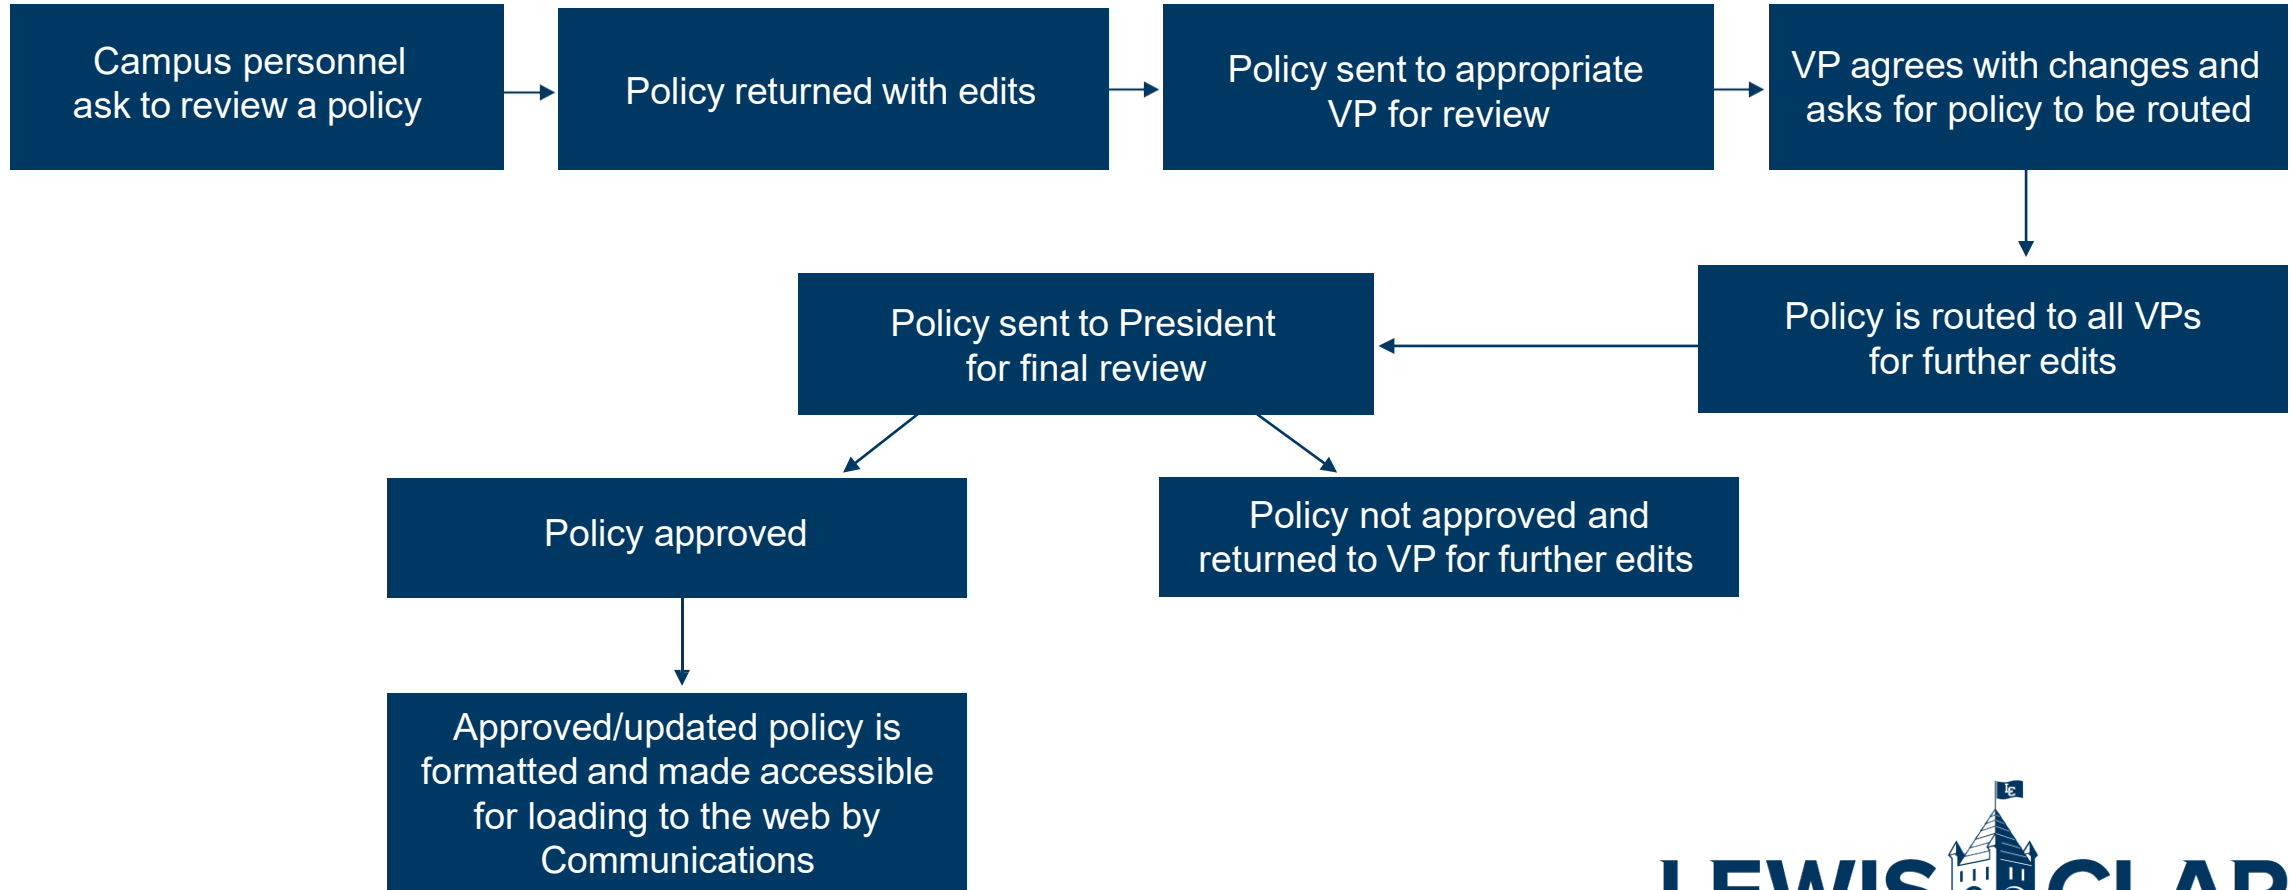 Campus personnel
ask to review a policy
Policy returned with edits
Policy sent to appropriate
VP for review
VP agrees with changes and
asks for policy to be routed
Policy is routed to all VPs
for further edits
Policy sent to President
for final review
Policy approved
Policy not approved and
returned to VP for further edits
Approved/updated policy is
formatted and made accessible
for loading to the web by
Communications
LC
LEWIS